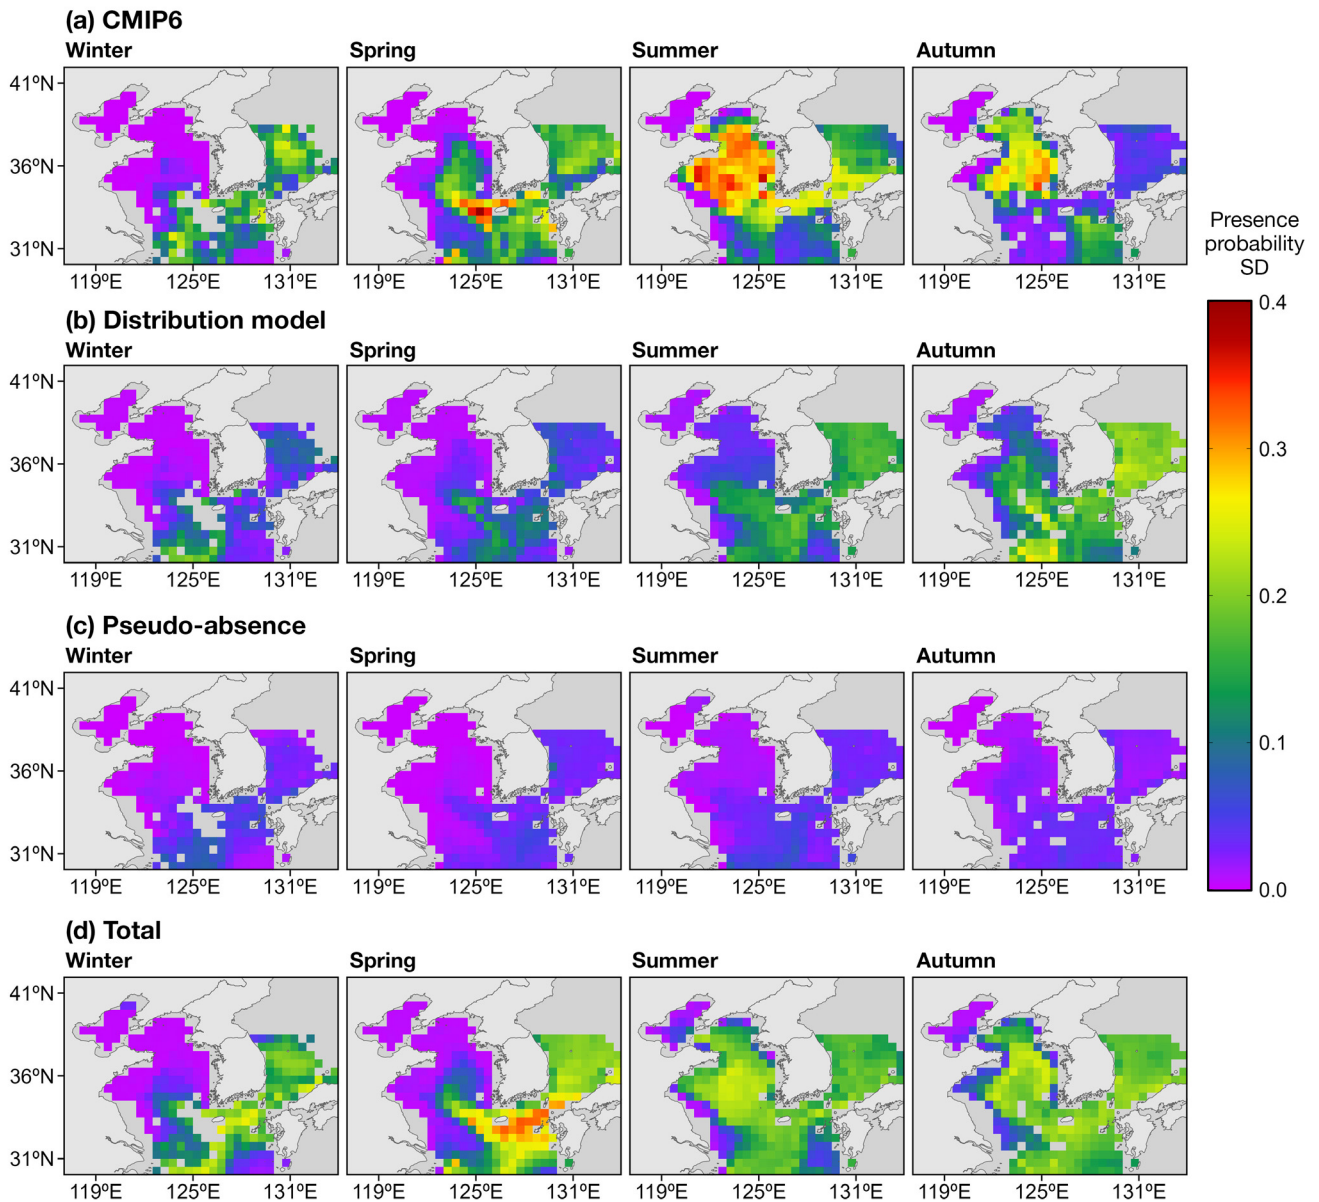 (a) CMIP6
Winter Spring Summer Autumn
41ºN
36ºN
31ºN
119ºE 125ºE 131ºE 119ºE 125ºE 131ºE 119ºE 125ºE 131ºE 119ºE 125ºE 131ºE
(b) Distribution model
Winter Spring Summer Autumn
41ºN
36ºN
31ºN
119ºE 125ºE 131ºE 119ºE 125ºE 131ºE 119ºE 125ºE 131ºE 119ºE 125ºE 131ºE
(c) Pseudo-absence
Winter Spring Summer Autumn
41ºN
36ºN
31ºN
119ºE 125ºE 131ºE 119ºE 125ºE 131ºE 119ºE 125ºE 131ºE 119ºE 125ºE 131ºE
(d) Total
Winter Spring Summer Autumn
41ºN
36ºN
31ºN
119ºE 125ºE 131ºE 119ºE 125ºE 131ºE 119ºE 125ºE 131ºE 119ºE 125ºE 131ºE
Presence
probability
SD
0.4
0.3
0.2
0.1
0.0